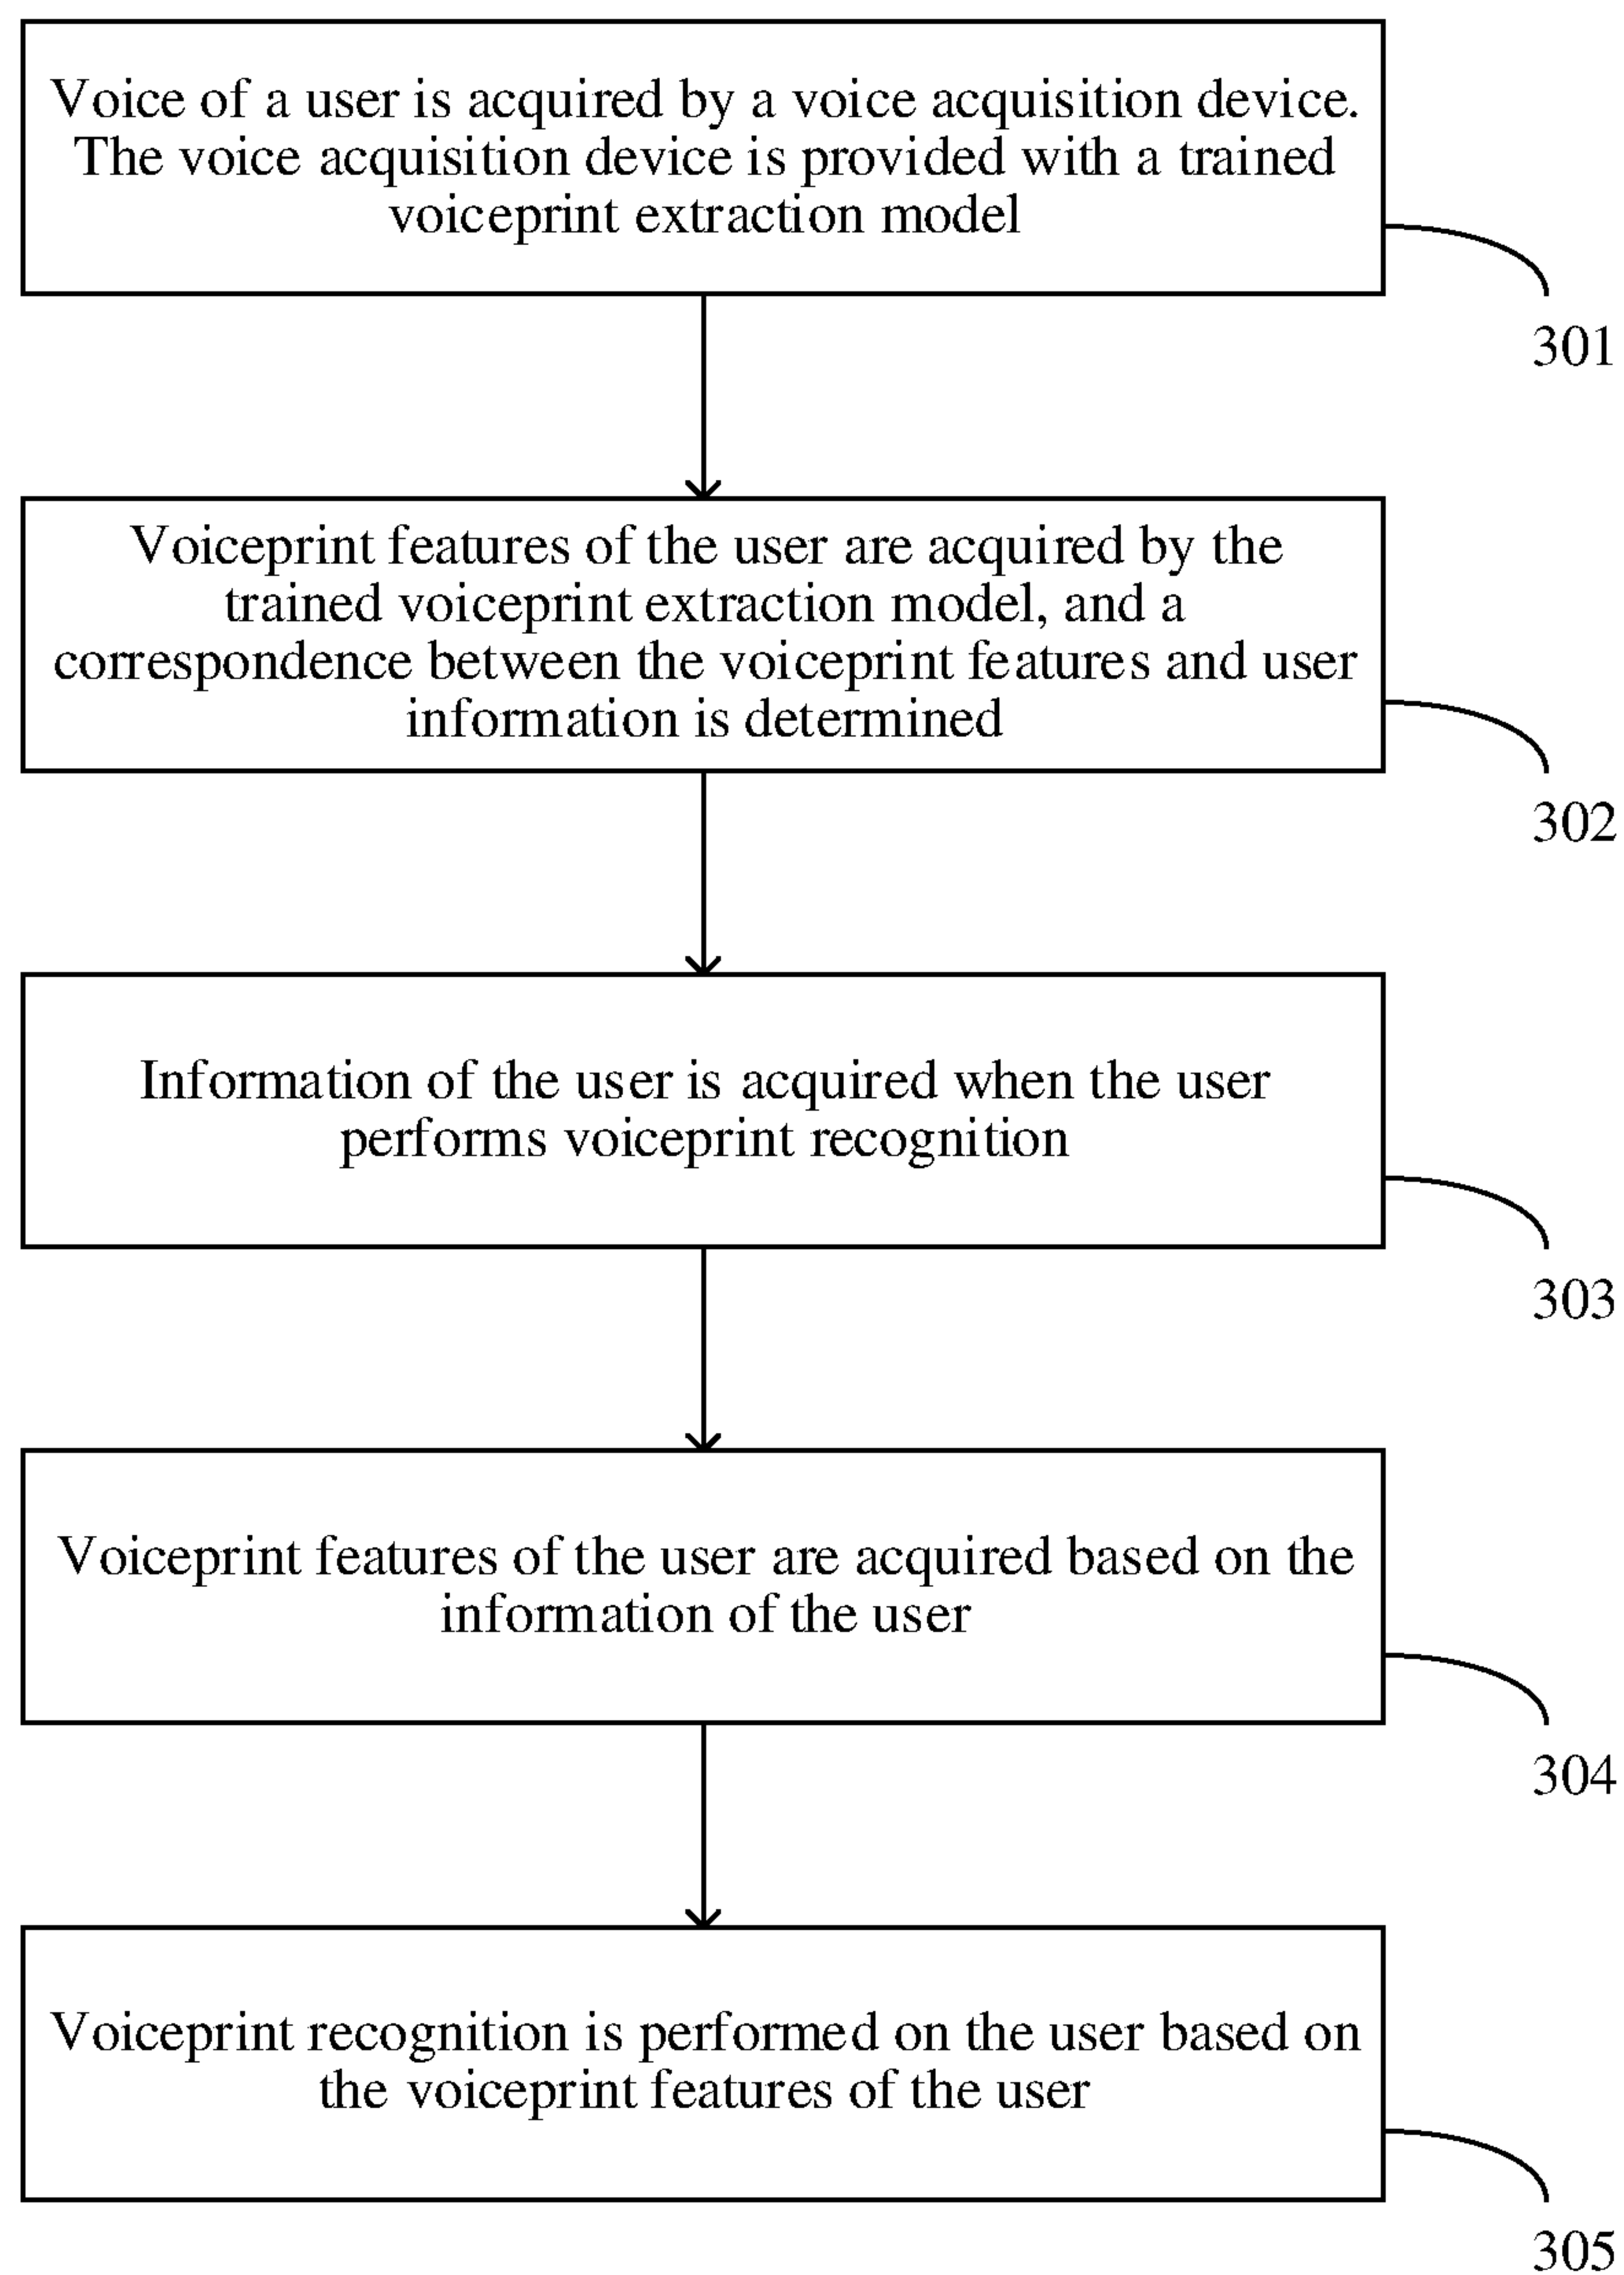 Voice of a user is acquired by a voice acquisition device.
The voice acquisition device is provided with a trained
voiceprint extraction model
301
Voiceprint features of the user are acquired by the
trained voiceprint extraction model, and a
correspondence between the voiceprint features and user
information is determined
302
Information of the user is acquired when the user
performs voiceprint recognition
303
Voiceprint features of the user are acquired based on the
information of the user
304
Voiceprint recognition is performed on the user based on
the voiceprint features of the user
305